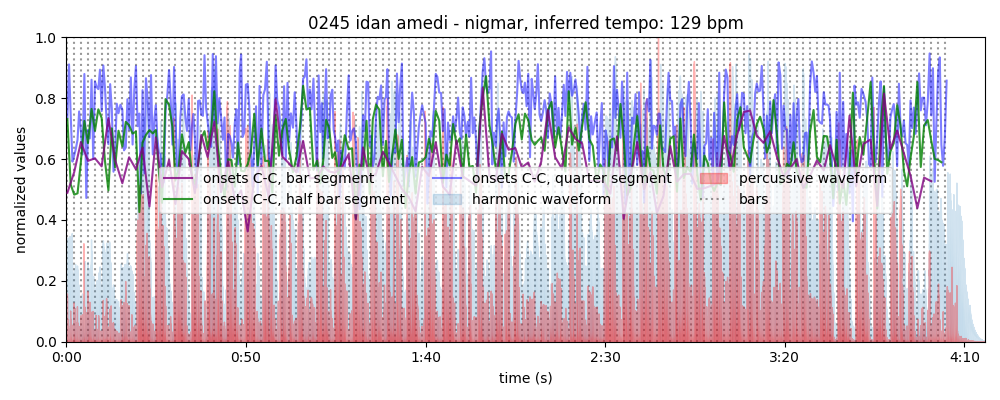 0245 idan amedi - nigmar, inferred tempo: 129 bpm
normalized values
1.0
0.8
0.6
0.4
0.2
0.0
onsets C-C, bar segment
onsets C-C, half bar segment
onsets C-C, quarter segment
harmonic waveform
percussive waveform
bars
0:00 0:50 1:40 2:30 3:20 4:10
time (s)